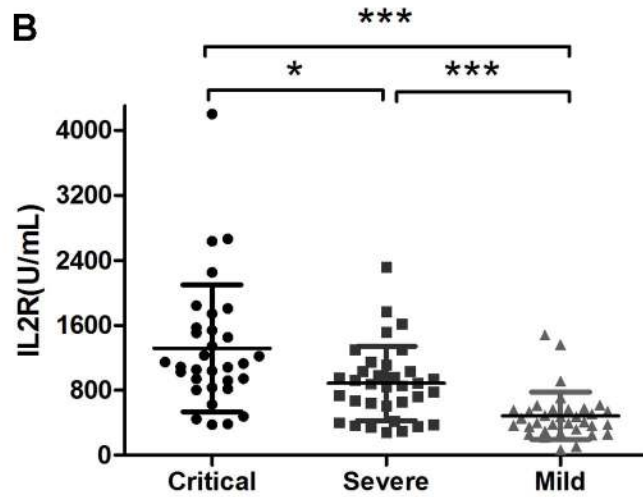 B
***
*
***
IL2R(U/mL)
4000
3200
2400
1600
800
0
Critical
Severe
Mild